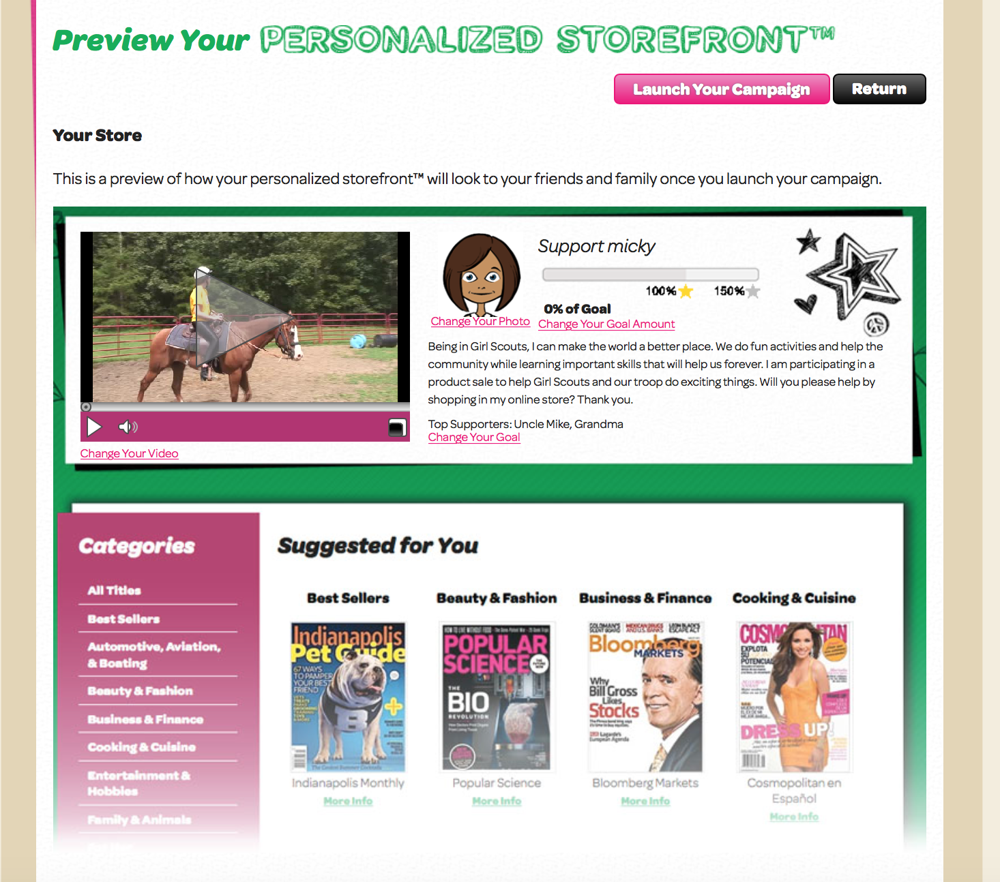 Preview Your PERSONALIZED STOREFRONT™
Launch Your Campaign
Return
Your Store
This is a preview of how your personalized storefront™ will look to your friends and family once you launch your campaign.
Support micky
100%
150%
0% of Goal
Change Your Photo
Change Your Goal Amount
Being in Girl Scouts, I can make the world a better place. We do fun activities and help the
community while learning important skills that will help us forever. I am participating in a
product sale to help Girl Scouts and our troop do exciting things. Will you please help by
shopping in my online store? Thank you.
Top Supporters: Uncle Mike, Grandma
Change Your Goal
Change Your Video
Categories
All Titles
Best Sellers
Automotive, Aviation,
& Boating
Beauty & Fashion
Business & Finance
Cooking & Cuisine
Entertainment &
Hobbies
Family & Animals
Suggested for You
Best Sellers
Indianapolis
Pet Guide
67 WAYS
TO PAMPER
YOUR BEST
FRIEND
Indianapolis Monthly
More Info
Beauty & Fashion
POPULAR
SCIENCE
THE
BIO
REVOLUTION
Popular Science
More Info
Business & Finance
GOLDMAN'S
MEXICAN DRUGS
AND U.S. BANKS
Bloomberg
MARKETS
Why
Bill Gross
Likes
Stocks
Bloomberg Markets
More Info
Cooking & Cuisine
COSMOPOLITAN
EXPLOTA
SU
POTENCIAL
DRESS UP!
Cosmopolitan en
Español
More Info